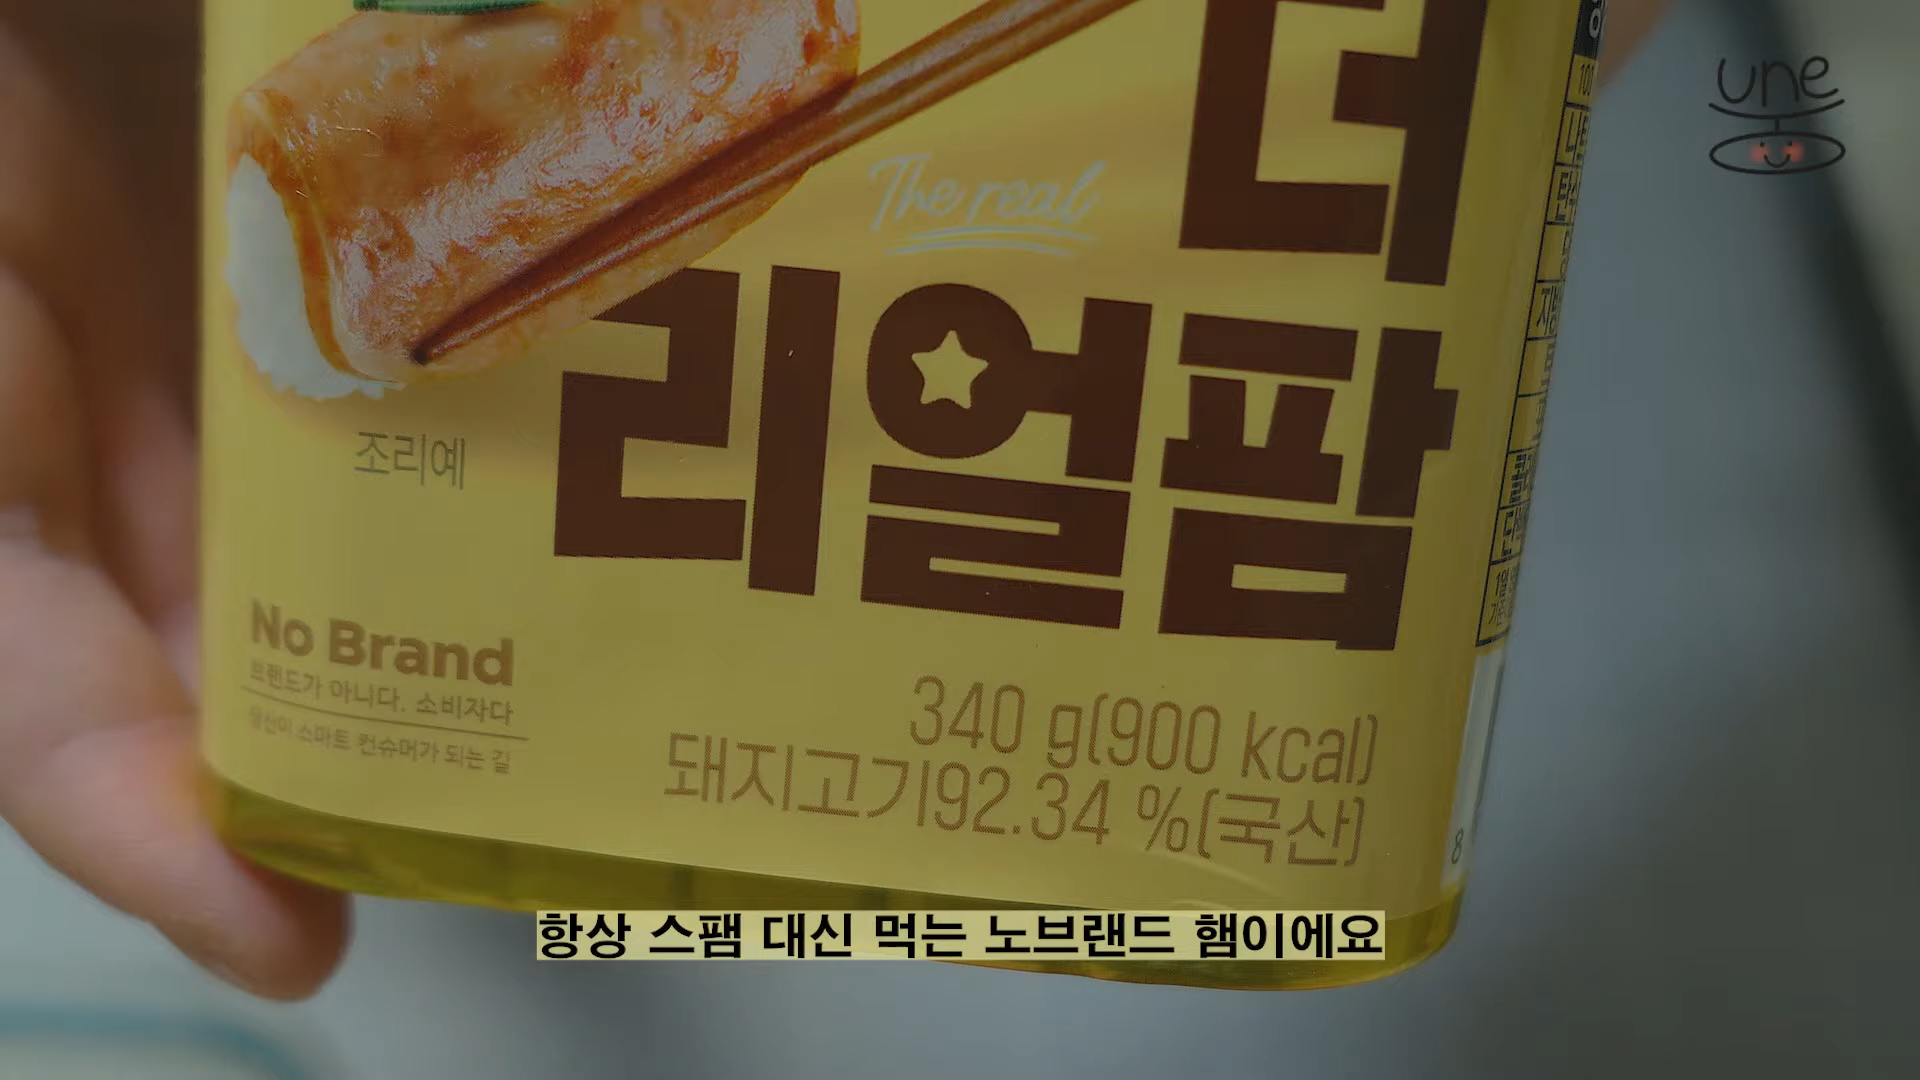 une
더
The real
리얼팜
조리예
No Brand
브랜드가 아니다. 소비자다
당신이 스마트 컨슈머가 되는 길
340 g(900 kcal)
돼지고기92.34 %(국산)
8
항상 스팸 대신 먹는 노브랜드 햄이에요